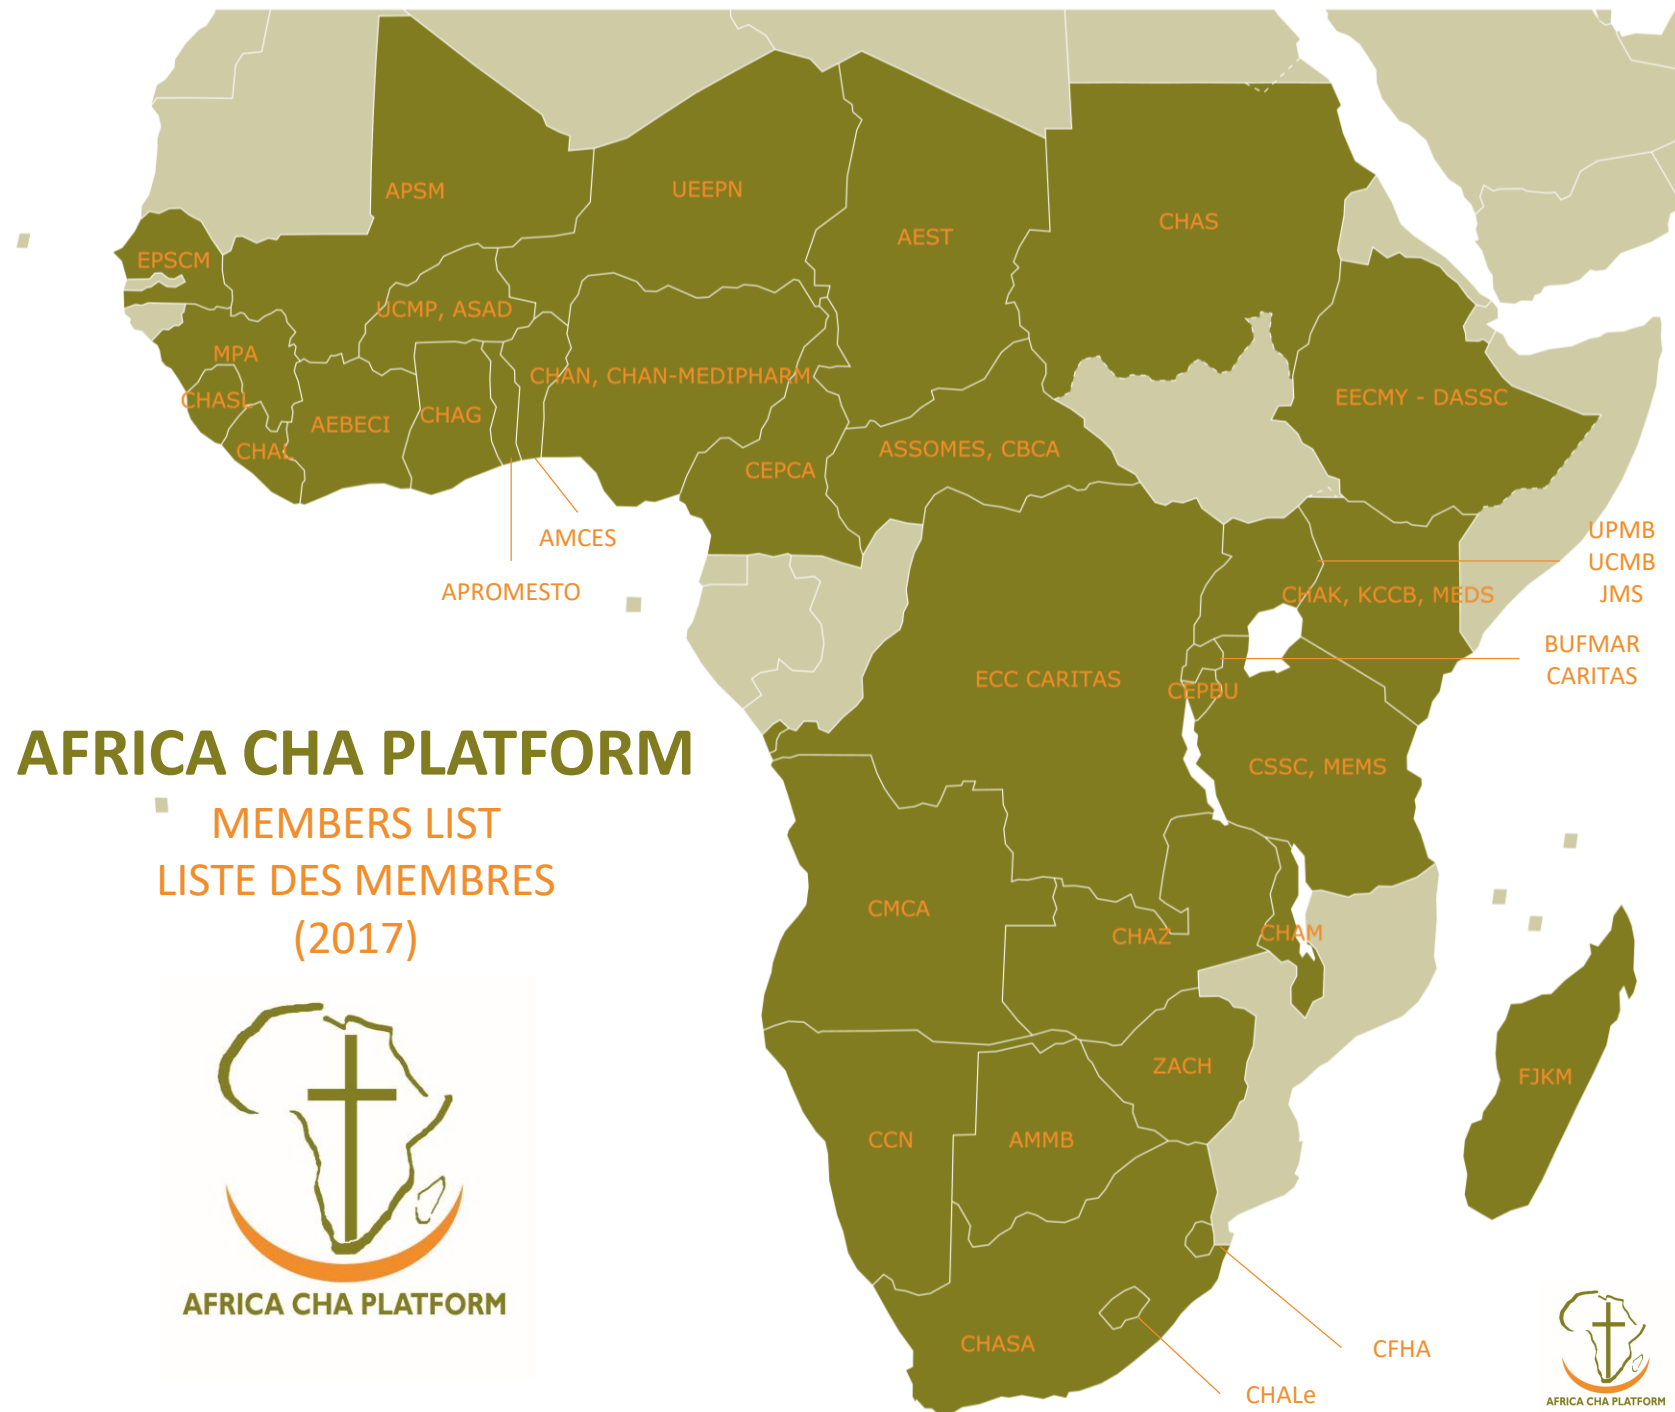 APSM
UEEPN
AEST
CHAS
EPSCM
UCMP, ASAD
MPA
CHAN, CHAN-MEDIPHARM
CHASL
CHAG
AEBECI
CHAL
EECMY - DASSC
ASSOMES, CBCA
CEPCA
AMCES
APROMESTO
UPMB
UCMB
JMS
CHAK, KCCB, MEDS
BUFMAR
CARITAS
ECC CARITAS
CEPBU
CSSC, MEMS
AFRICA CHA PLATFORM
MEMBERS LIST
LISTE DES MEMBRES
(2017)
CMCA
CHAZ
CHAM
ZACH
FJKM
CCN
AMMB
AFRICA CHA PLATFORM
CHASA
CFHA
CHALe
AFRICA CHA PLATFORM